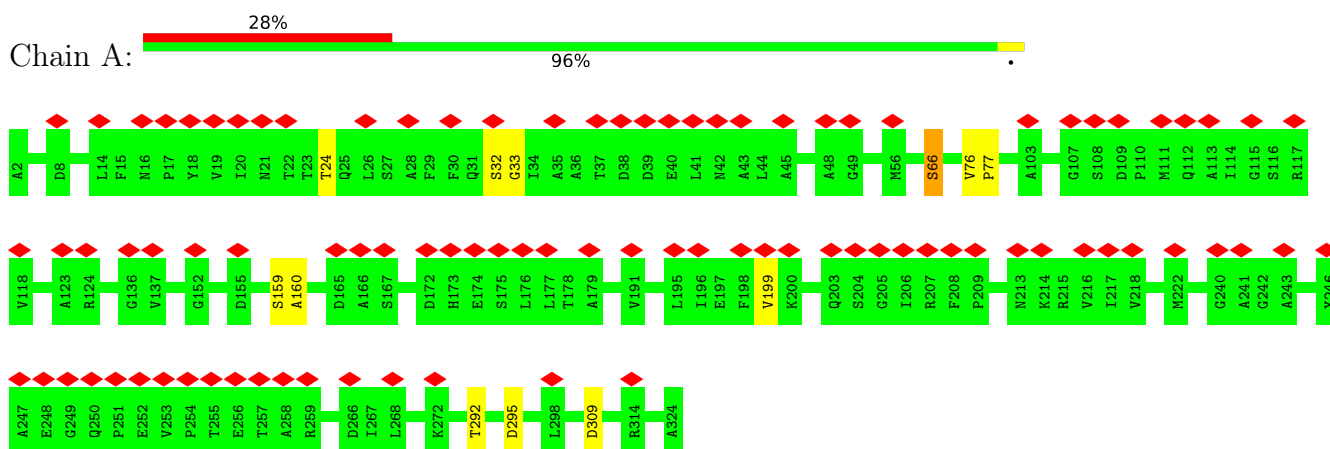 28%
Chain A:
96%
•
A2 D8 L14 F15 N16 P17 Y18 V19 I20 N21 T22 T23 T24 Q25 L26 S27 A28 F29 F30 Q31 S32 G33 I34 A35 A36 T37 D38 D39 E40 L41 N42 A43 L44 A45 A48 G49 M56 S66 V76 P77 A103 G107 S108 D109 P110 M111 Q112 A113 I114 G115 S116 R117
V118 A123 R124 G136 V137 G152 D155 S159 A160 D165 A166 S167 D172 H173 E174 S175 L176 L177 T178 A179 V191 L195 I196 E197 F198 V199 K200 Q203 S204 G205 I206 R207 F208 P209 N213 K214 R215 V216 I217 V218 M222 G240 A241 G242 A243 Y246
A247 E248 G249 Q250 P251 E252 V253 P254 T255 E256 T257 A258 R259 D266 I267 L268 K272 T292 D295 L298 D309 R314 A324